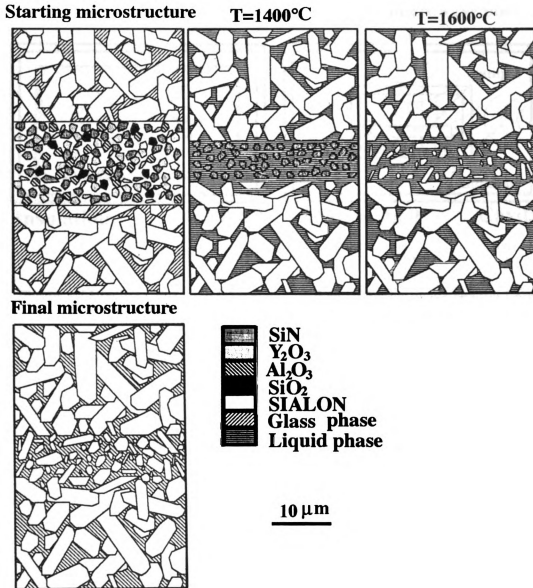 Starting microstructure
T=1400°C
T=1600°C
Final microstructure
SiN
Y₂O₃
Al₂O₃
SiO₂
SIALON
Glass phase
Liquid phase
10 μm